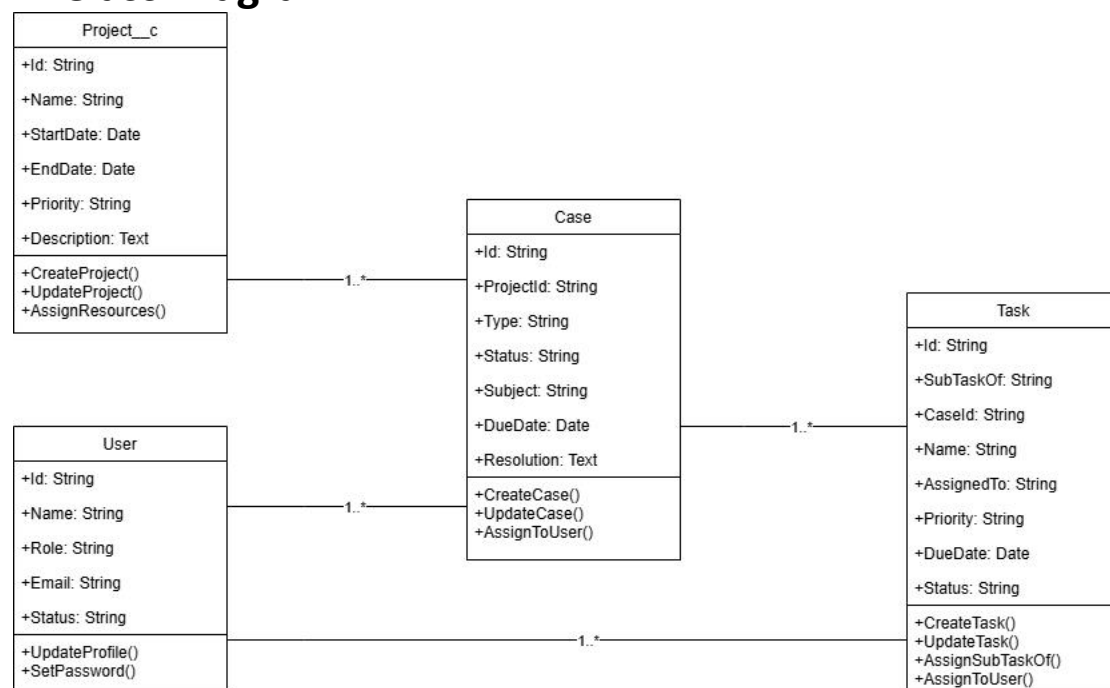 Project__c
+Id: String
+Name: String
+StartDate: Date
+EndDate: Date
+Priority: String
+Description: Text
+CreateProject()
+UpdateProject()
+AssignResources()
1..*
Case
+Id: String
+ProjectId: String
+Type: String
+Status: String
+Subject: String
+DueDate: Date
+Resolution: Text
+CreateCase()
+UpdateCase()
+AssignToUser()
1..*
Task
+Id: String
+SubTaskOf: String
+CaseId: String
+Name: String
+AssignedTo: String
+Priority: String
+DueDate: Date
+Status: String
+CreateTask()
+UpdateTask()
+AssignSubTaskOf()
+AssignToUser()
User
+Id: String
+Name: String
+Role: String
+Email: String
+Status: String
+UpdateProfile()
+SetPassword()
1..*
1..*